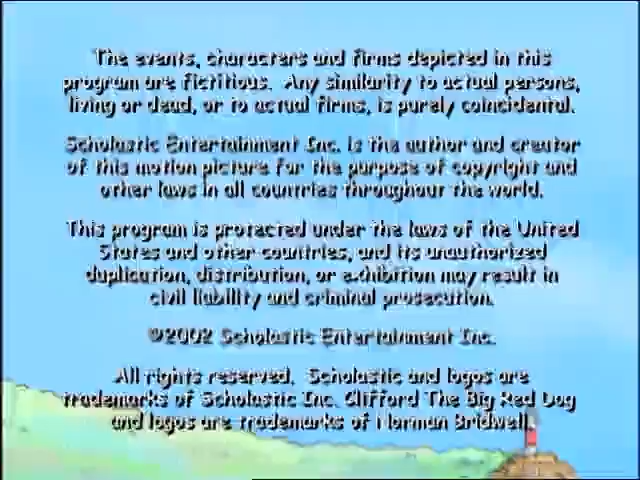 The events, characters and firms depicted in this
program are fictitious. Any similarity to actual persons,
living or dead, or to actual firms, is purely coincidental.
Scholastic Entertainment Inc. is the author and creator
of this motion picture for the purpose of copyright and
other laws in all countries throughout the world.
This program is protected under the laws of the United
States and other countries, and its unauthorized
duplication, distribution, or exhibition may result in
civil liability and criminal prosecution.
©2002 Scholastic Entertainment Inc.
All rights reserved. Scholastic and logos are
trademarks of Scholastic Inc. Clifford The Big Red Dog
and logos are trademarks of Norman Bridwell.